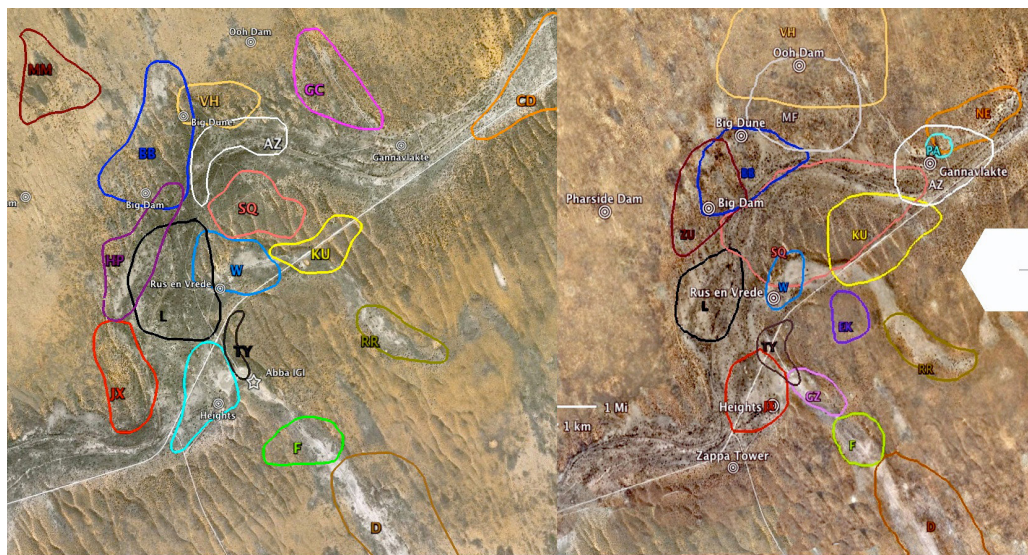 Ooh Dam
MM
VH
GC
CD
Big Dune
AZ
BB
Gannavlakte
m
Big Dam
SQ
HP
W
KU
Rus en Vrede
L
TY
RR
Abba IGI
JX
Heights
F
D
VH
Ooh Dam
MF
NE
Big Dune
PA
BB
Gannavlakte
AZ
Pharside Dam
Big Dam
ZU
KU
SQ
W
Rus en Vrede
L
EK
TY
RR
GZ
Heights
1 Mi
1 km
F
Zappa Tower
D